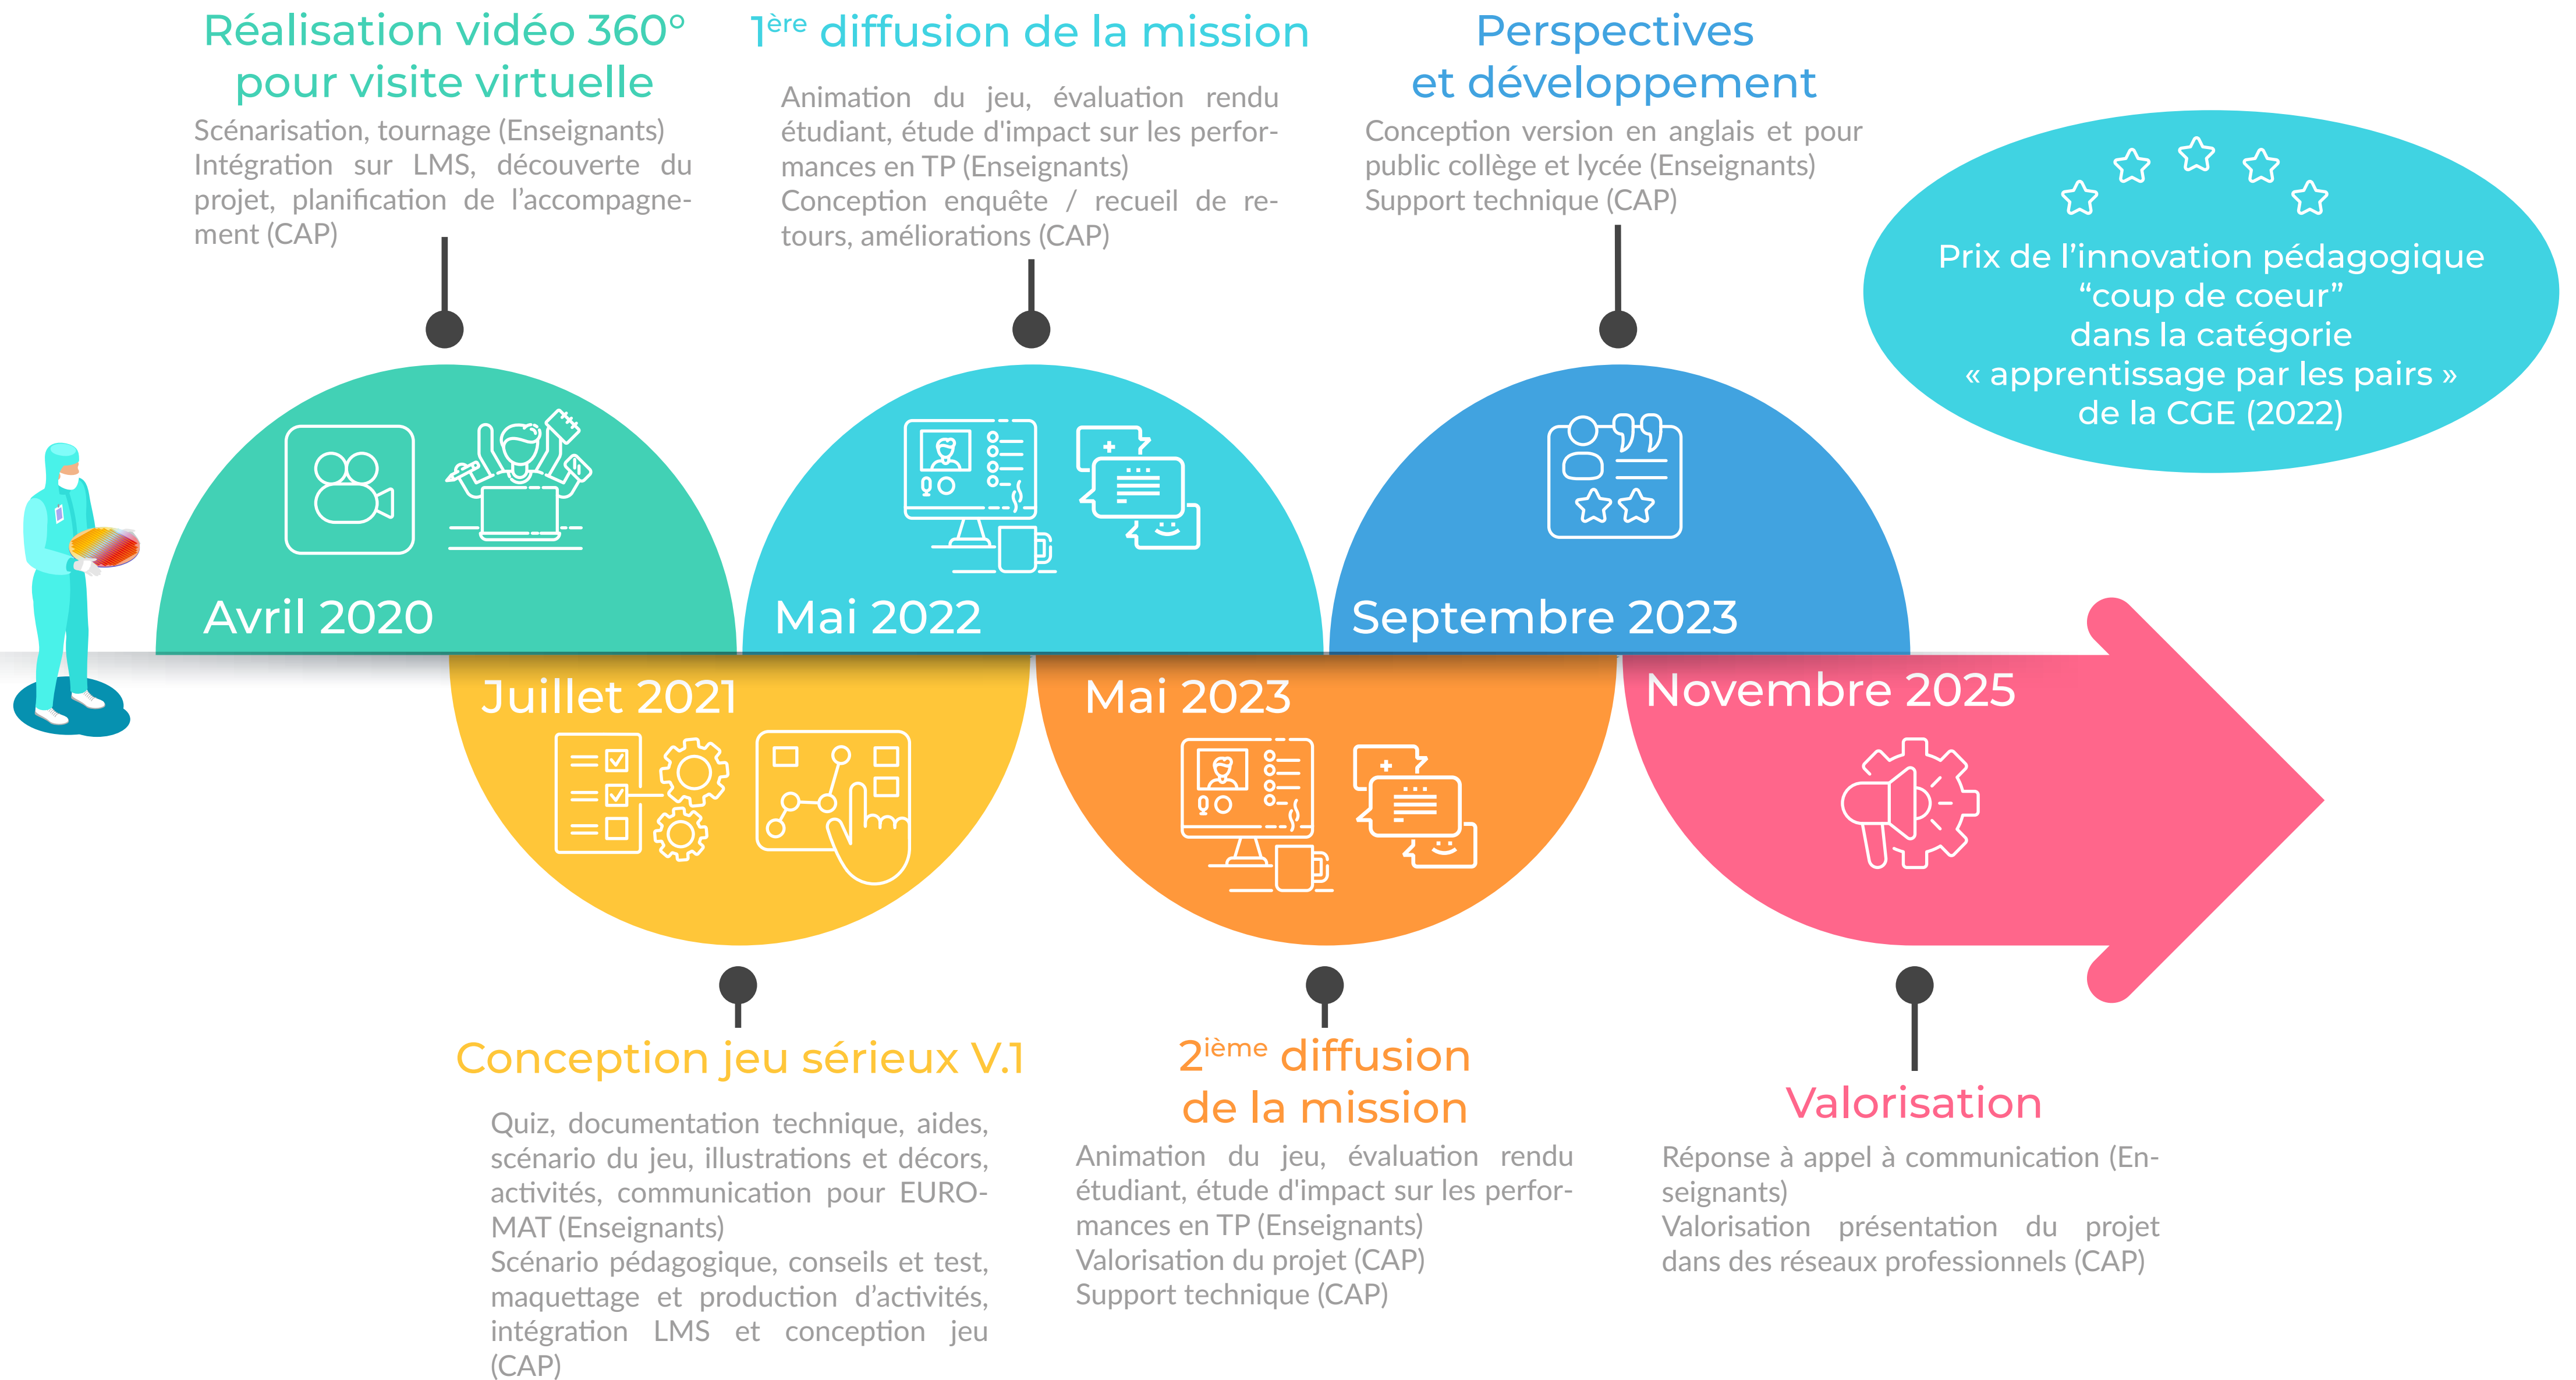 Réalisation vidéo 360°
pour visite virtuelle
Scénarisation, tournage (Enseignants)
Intégration sur LMS, découverte du
projet, planification de l’accompagne-
ment (CAP)
1ère diffusion de la mission
Animation du jeu, évaluation rendu
étudiant, étude d'impact sur les perfor-
mances en TP (Enseignants)
Conception enquête / recueil de re-
tours, améliorations (CAP)
Perspectives
et développement
Conception version en anglais et pour
public collège et lycée (Enseignants)
Support technique (CAP)
Prix de l’innovation pédagogique
“coup de coeur”
dans la catégorie
« apprentissage par les pairs »
de la CGE (2022)
Avril 2020
Mai 2022
Septembre 2023
Juillet 2021
Mai 2023
Novembre 2025
Conception jeu sérieux V.1
Quiz, documentation technique, aides,
scénario du jeu, illustrations et décors,
activités, communication pour EURO-
MAT (Enseignants)
Scénario pédagogique, conseils et test,
maquettage et production d’activités,
intégration LMS et conception jeu
(CAP)
2ième diffusion
de la mission
Animation du jeu, évaluation rendu
étudiant, étude d'impact sur les perfor-
mances en TP (Enseignants)
Valorisation du projet (CAP)
Support technique (CAP)
Valorisation
Réponse à appel à communication (En-
seignants)
Valorisation présentation du projet
dans des réseaux professionnels (CAP)